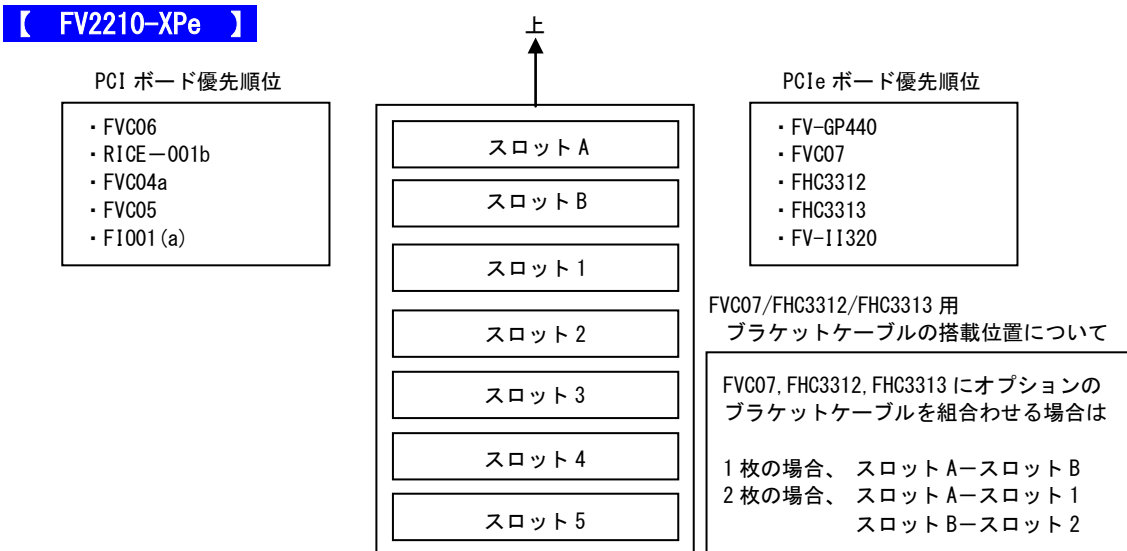 【 FV2210-XPe 】
上
PCI ボード優先順位
・FVC06
・RICE－001b
・FVC04a
・FVC05
・FIO01(a)
スロット A
スロット B
スロット 1
スロット 2
スロット 3
スロット 4
スロット 5
PCIe ボード優先順位
・FV-GP440
・FVC07
・FHC3312
・FHC3313
・FV-II320
FVC07/FHC3312/FHC3313 用
ブラケットケーブルの搭載位置について
FVC07,FHC3312,FHC3313 にオプションの
ブラケットケーブルを組合わせる場合は
1 枚の場合、 スロット A－スロット B
2 枚の場合、 スロット A－スロット 1
スロット B－スロット 2